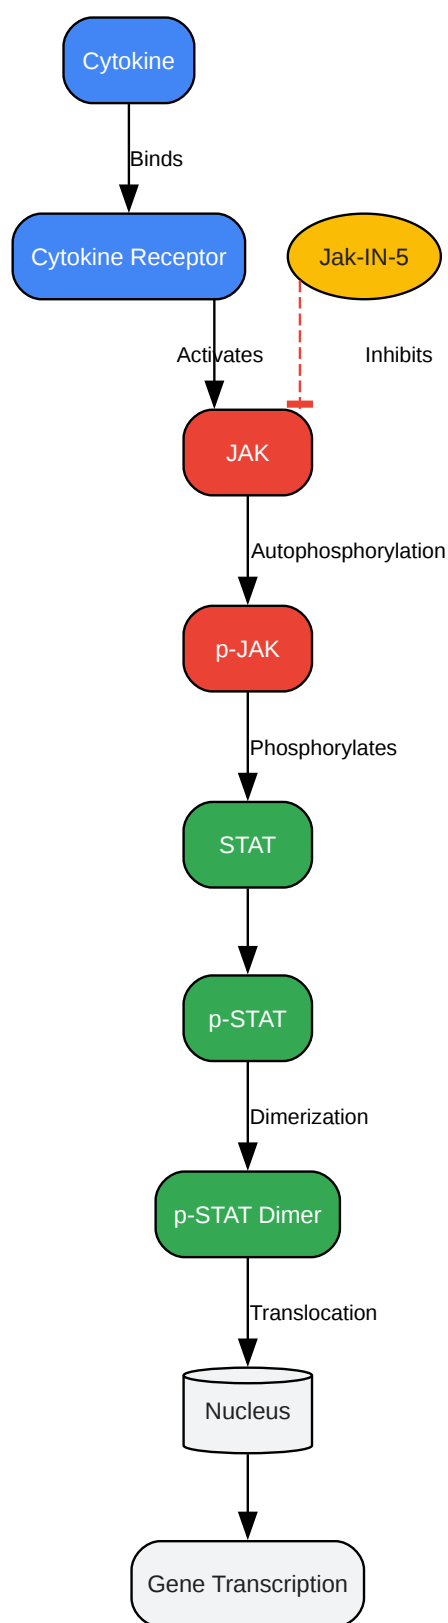 Cytokine
Binds
Cytokine Receptor
Jak-IN-5
Activates
Inhibits
JAK
Autophosphorylation
p-JAK
Phosphorylates
STAT
p-STAT
Dimerization
p-STAT Dimer
Translocation
Nucleus
Gene Transcription